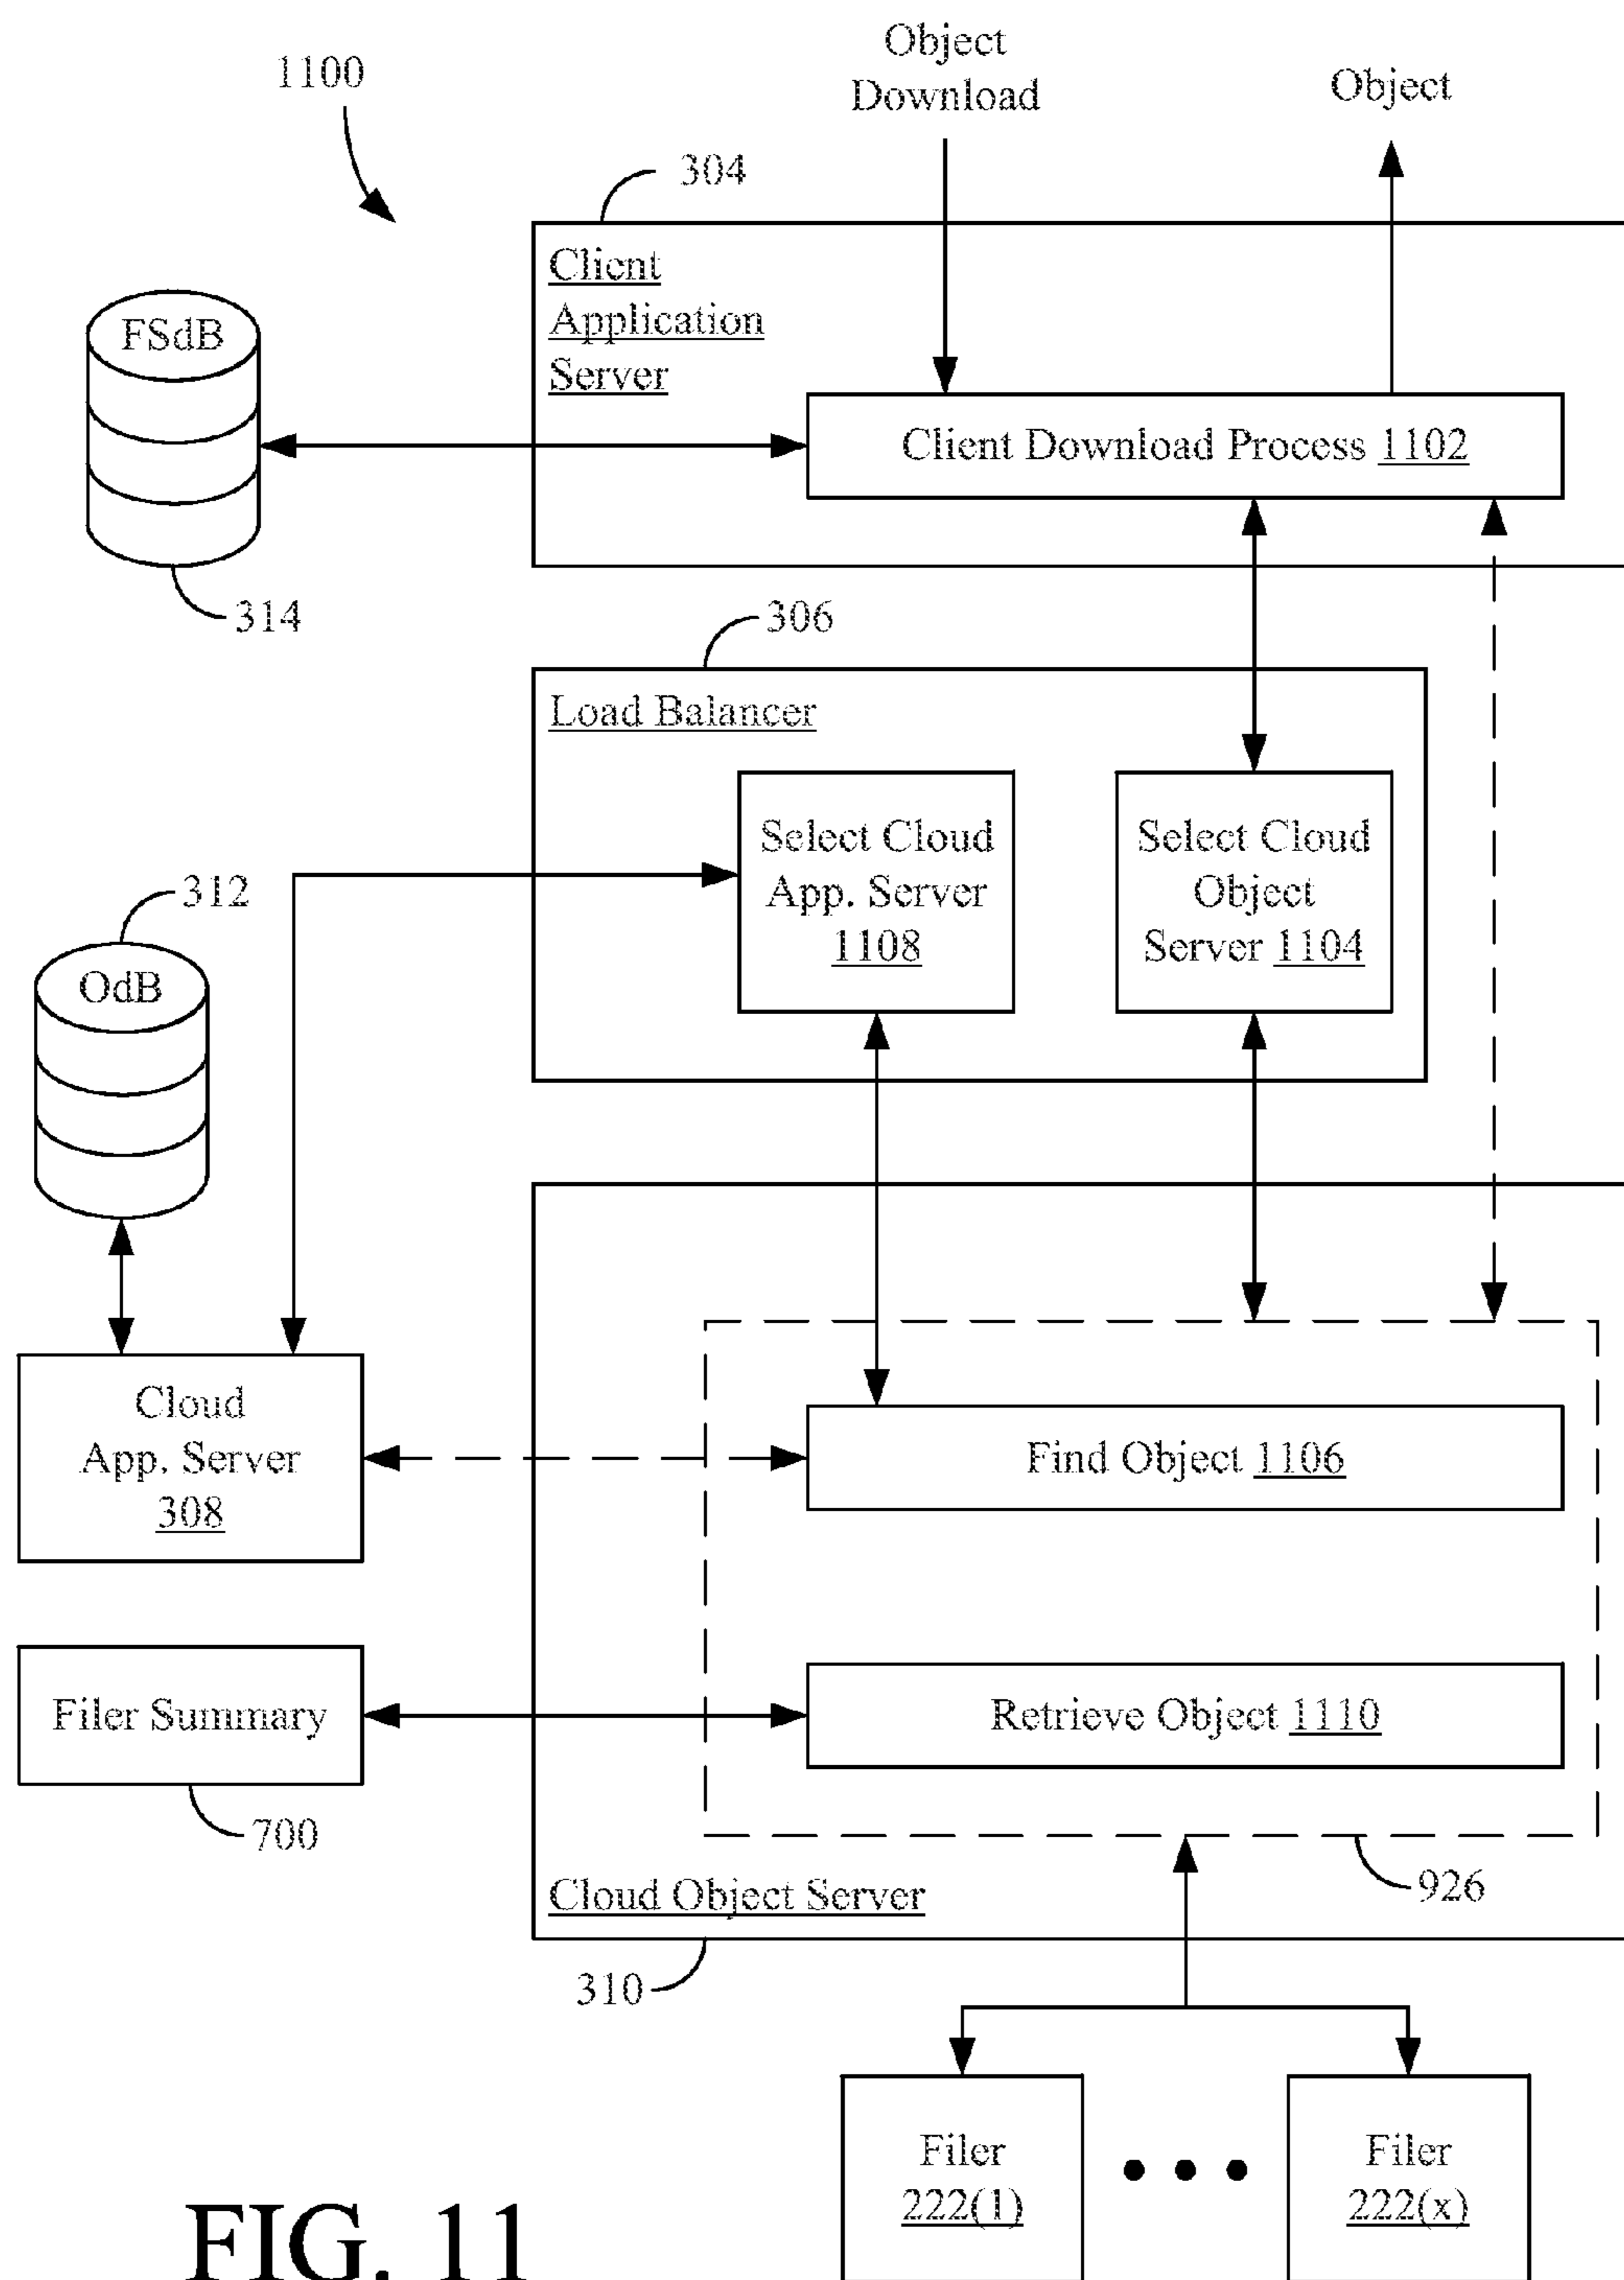 Object
Download
Object
1100
304
Client
Application
Server
FSdB
Client Download Process 1102
314
306
Load Balancer
Select Cloud
App. Server
1108
Select Cloud
Object
Server 1104
312
OdB
Cloud
App. Server
308
Find Object 1106
Filer Summary
Retrieve Object 1110
700
926
Cloud Object Server
310
Filer
222(1)
Filer
222(x)
FIG. 11